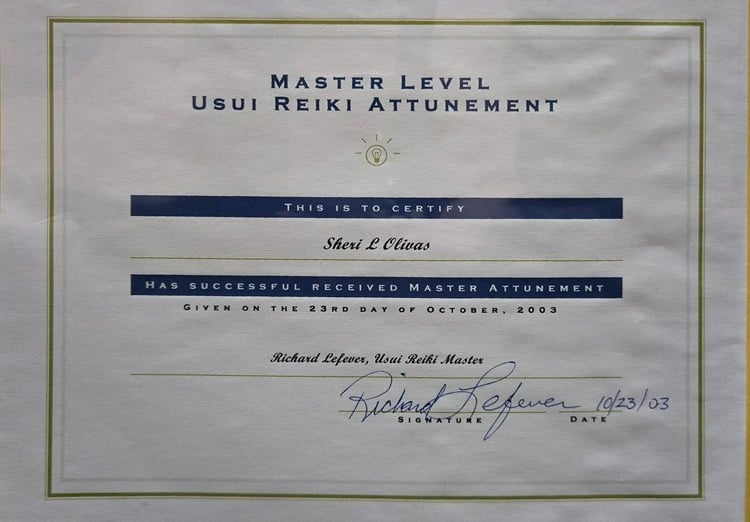 MASTER LEVEL
USUI REIKI ATTUNEMENT
THIS IS TO CERTIFY
Sheri L Olivas
HAS SUCCESSFUL RECEIVED MASTER ATTUNEMENT
GIVEN ON THE 23RD DAY OF OCTOBER, 2003
Richard Lefever, Usui Reiki Master
Richard Lefever 10/23/03
SIGNATURE DATE